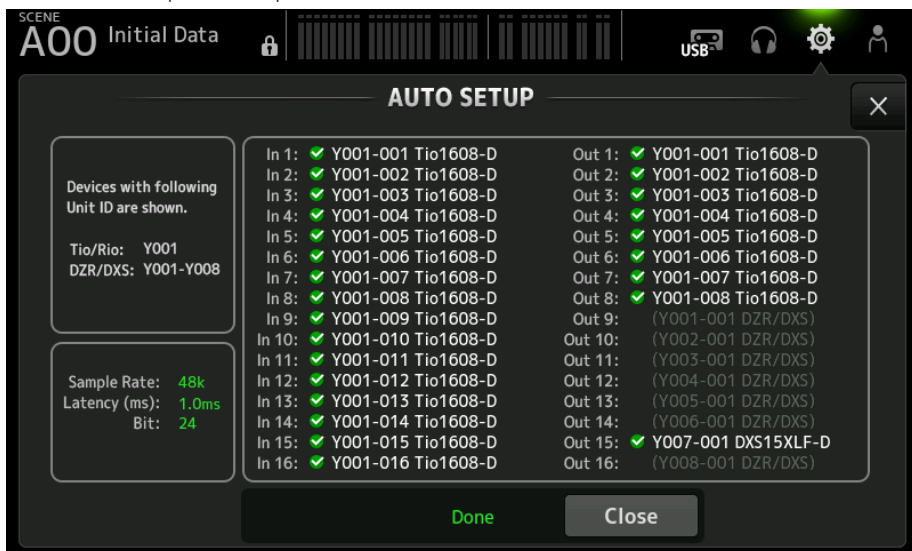 SCENE
A00 Initial Data
USB
AUTO SETUP
Devices with following
Unit ID are shown.
Tio/Rio: Y001
DZR/DXS: Y001-Y008
Sample Rate: 48k
Latency (ms): 1.0ms
Bit: 24
In 1: Y001-001 Tio1608-D
In 2: Y001-002 Tio1608-D
In 3: Y001-003 Tio1608-D
In 4: Y001-004 Tio1608-D
In 5: Y001-005 Tio1608-D
In 6: Y001-006 Tio1608-D
In 7: Y001-007 Tio1608-D
In 8: Y001-008 Tio1608-D
In 9: Y001-009 Tio1608-D
In 10: Y001-010 Tio1608-D
In 11: Y001-011 Tio1608-D
In 12: Y001-012 Tio1608-D
In 13: Y001-013 Tio1608-D
In 14: Y001-014 Tio1608-D
In 15: Y001-015 Tio1608-D
In 16: Y001-016 Tio1608-D
Out 1: Y001-001 Tio1608-D
Out 2: Y001-002 Tio1608-D
Out 3: Y001-003 Tio1608-D
Out 4: Y001-004 Tio1608-D
Out 5: Y001-005 Tio1608-D
Out 6: Y001-006 Tio1608-D
Out 7: Y001-007 Tio1608-D
Out 8: Y001-008 Tio1608-D
Out 9: (Y001-001 DZR/DXS)
Out 10: (Y002-001 DZR/DXS)
Out 11: (Y003-001 DZR/DXS)
Out 12: (Y004-001 DZR/DXS)
Out 13: (Y005-001 DZR/DXS)
Out 14: (Y006-001 DZR/DXS)
Out 15: Y007-001 DXS15XLF-D
Out 16: (Y008-001 DZR/DXS)
Done
Close